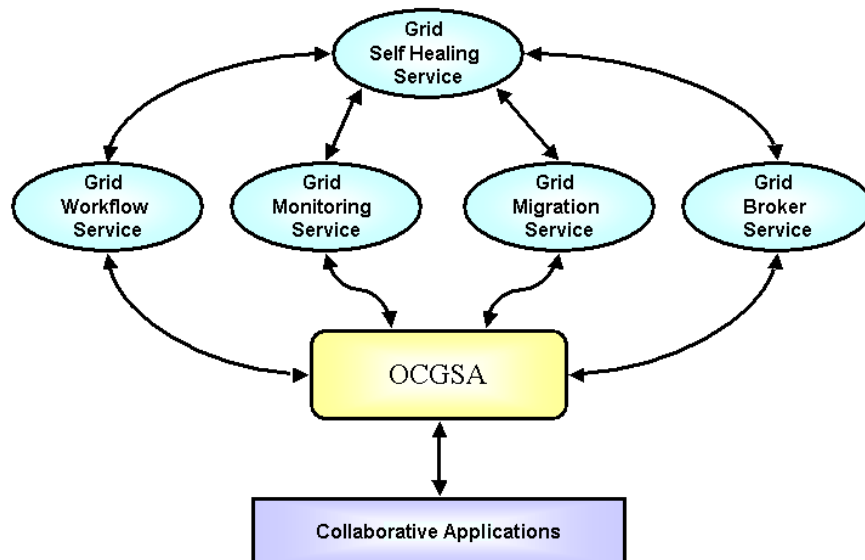 Grid
Self Healing
Service
Grid
Workflow
Service
Grid
Monitoring
Service
Grid
Migration
Service
Grid
Broker
Service
OCGSA
Collaborative Applications